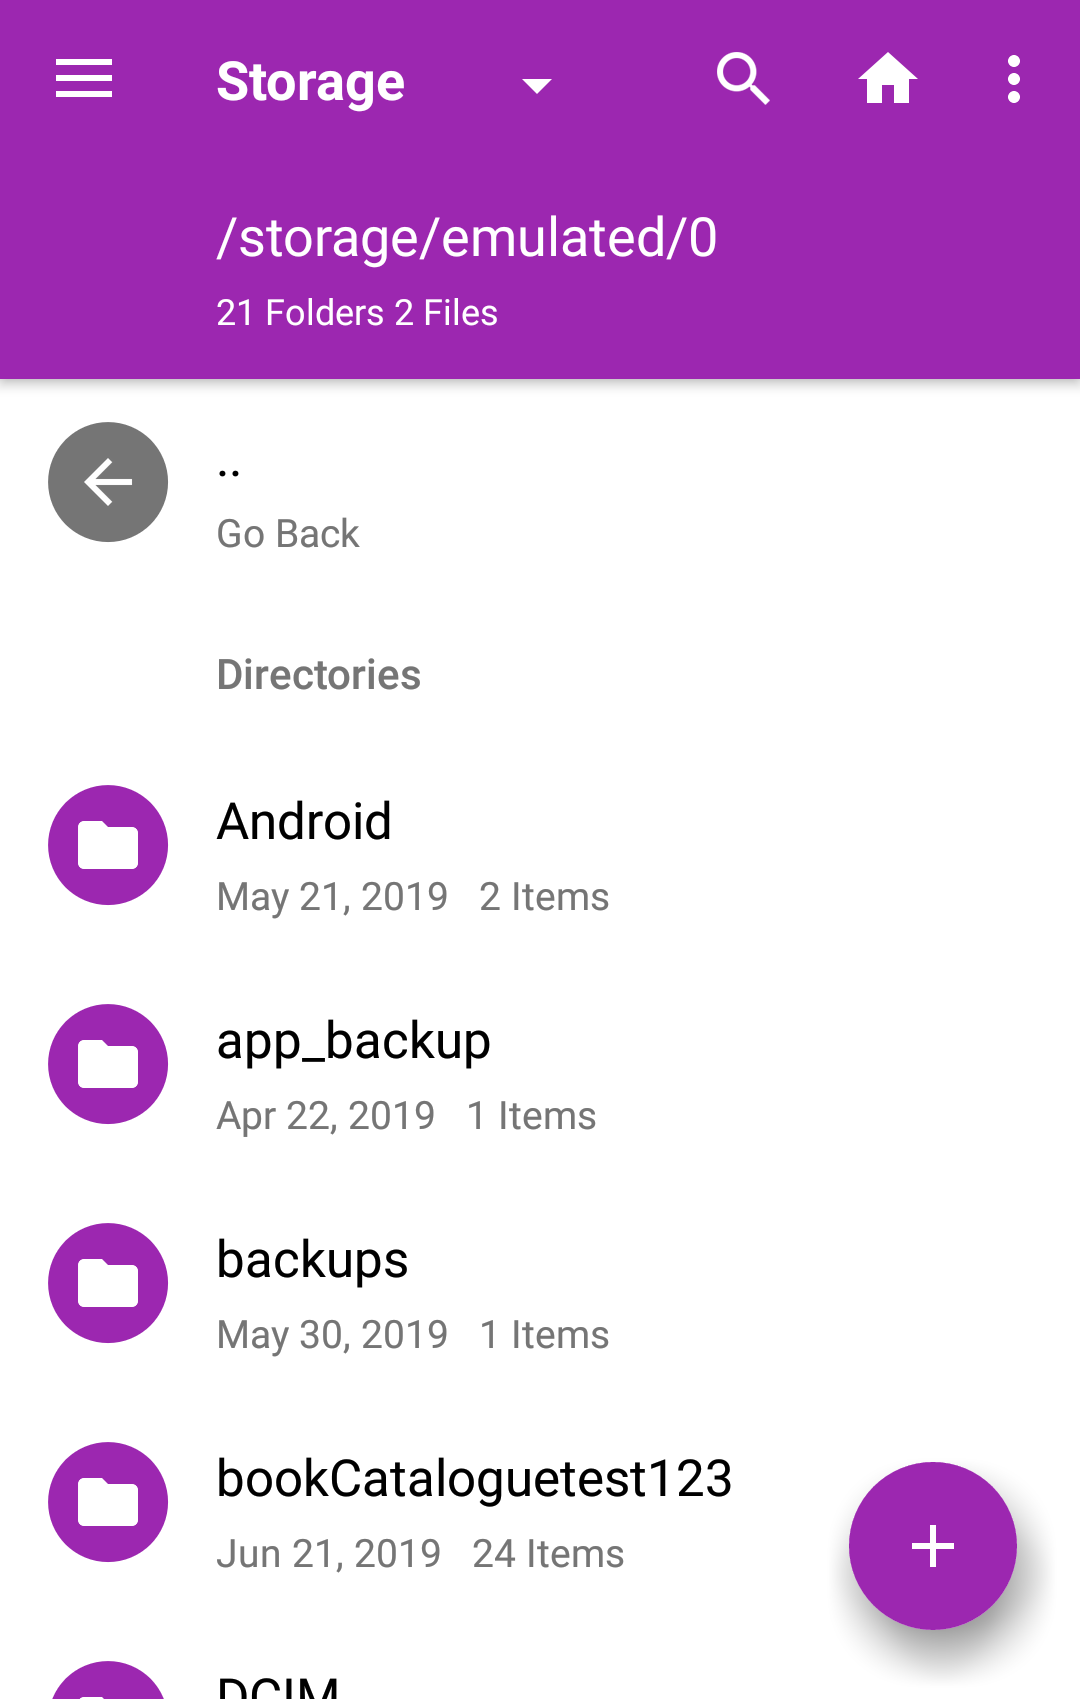 Storage
/storage/emulated/0
21 Folders 2 Files
..
Go Back
Directories
Android
May 21, 2019 2 Items
app_backup
Apr 22, 2019 1 Items
backups
May 30, 2019 1 Items
bookCataloguetest123
Jun 21, 2019 24 Items
DCIM